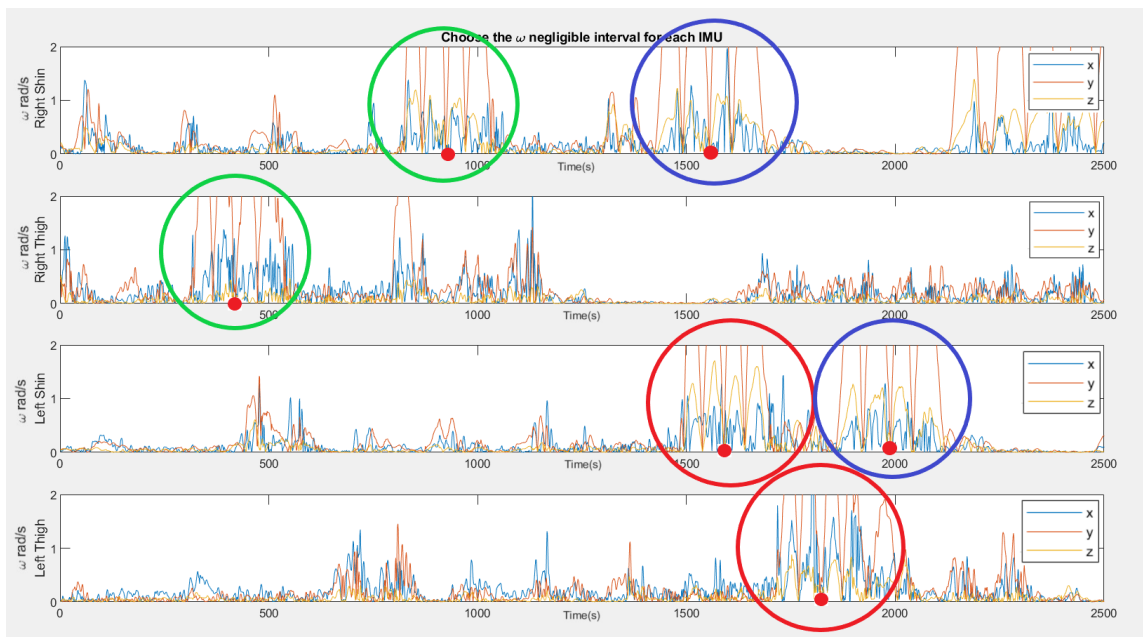 Choose the ω negligible interval for each IMU
ω rad/s
Right Shin
2
1
0
0 500 1000 1500 2000 2500
Time(s)
x
y
z
ω rad/s
Right Thigh
2
1
0
0 500 1000 1500 2000 2500
Time(s)
x
y
z
ω rad/s
Left Shin
2
1
0
0 500 1000 1500 2000 2500
Time(s)
x
y
z
ω rad/s
Left Thigh
2
1
0
0 500 1000 1500 2000 2500
Time(s)
x
y
z